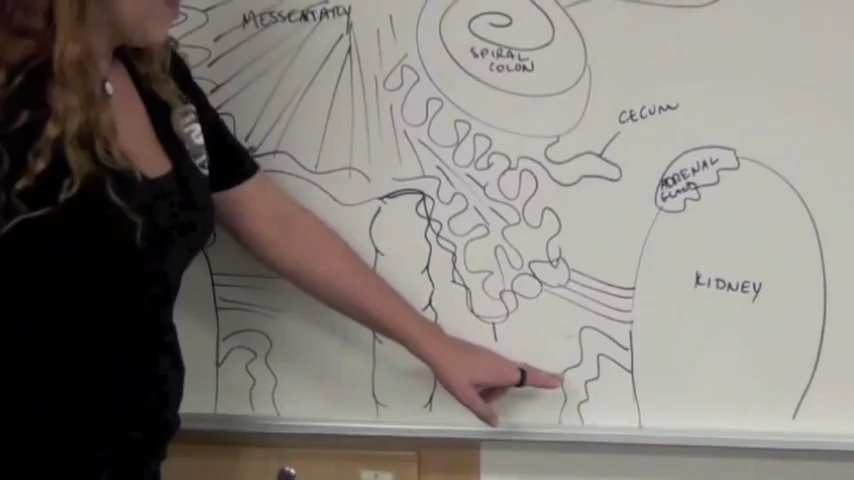 MESSENTARY
SPIRAL
COLON
CECUM
ADRENAL
GLAND
KIDNEY